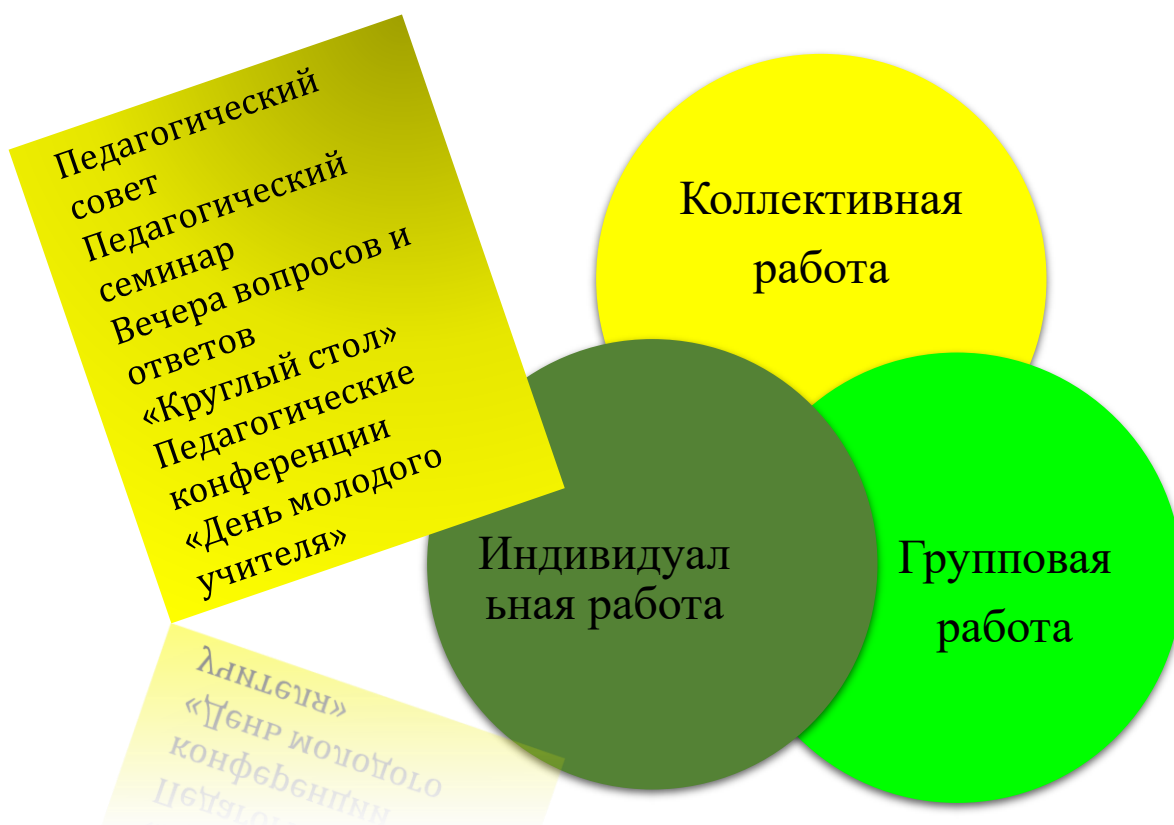 Педагогический
совет
Педагогический
семинар
Вечера вопросов и
ответов
«Круглый стол»
Педагогические
конференции
«День молодого
учителя»
Коллективная
работа
Индивидуал
ьная работа
Групповая
работа